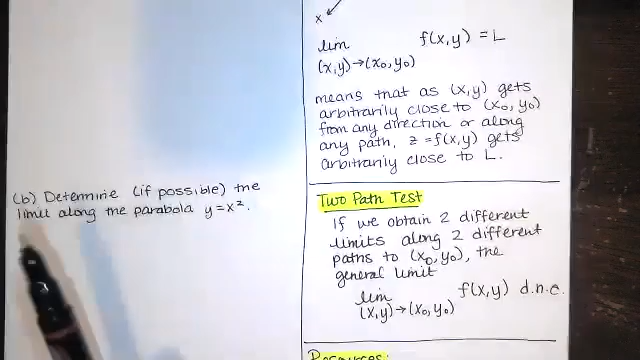 x
lim f(x,y) = L
(x,y)→(x₀,y₀)
means that as (x,y) gets
arbitrarily close to (x₀,y₀)
from any direction or along
any path, z = f(x,y) gets
arbitrarily close to L.
(b) Determine (if possible) the
limit along the parabola y = x².
Two Path Test
If we obtain 2 different
limits along 2 different
paths to (x₀,y₀), the
general limit
lim f(x,y) d.n.e.
(x,y)→(x₀,y₀)
Resources: